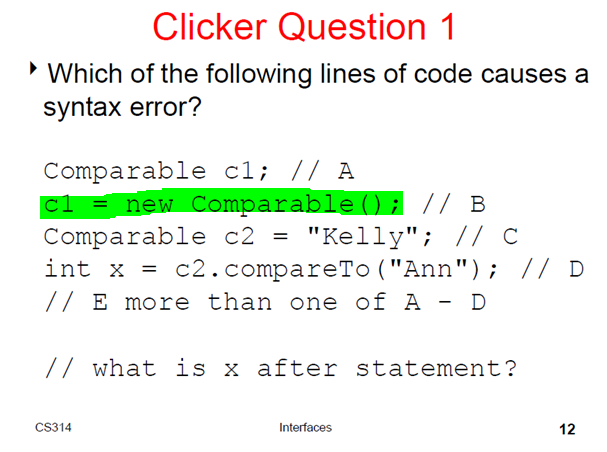 Clicker Question 1
Which of the following lines of code causes a
syntax error?
Comparable c1; // A
c1 = new Comparable(); // B
Comparable c2 = "Kelly"; // C
int x = c2.compareTo("Ann"); // D
// E more than one of A - D
// what is x after statement?
CS314
Interfaces
12